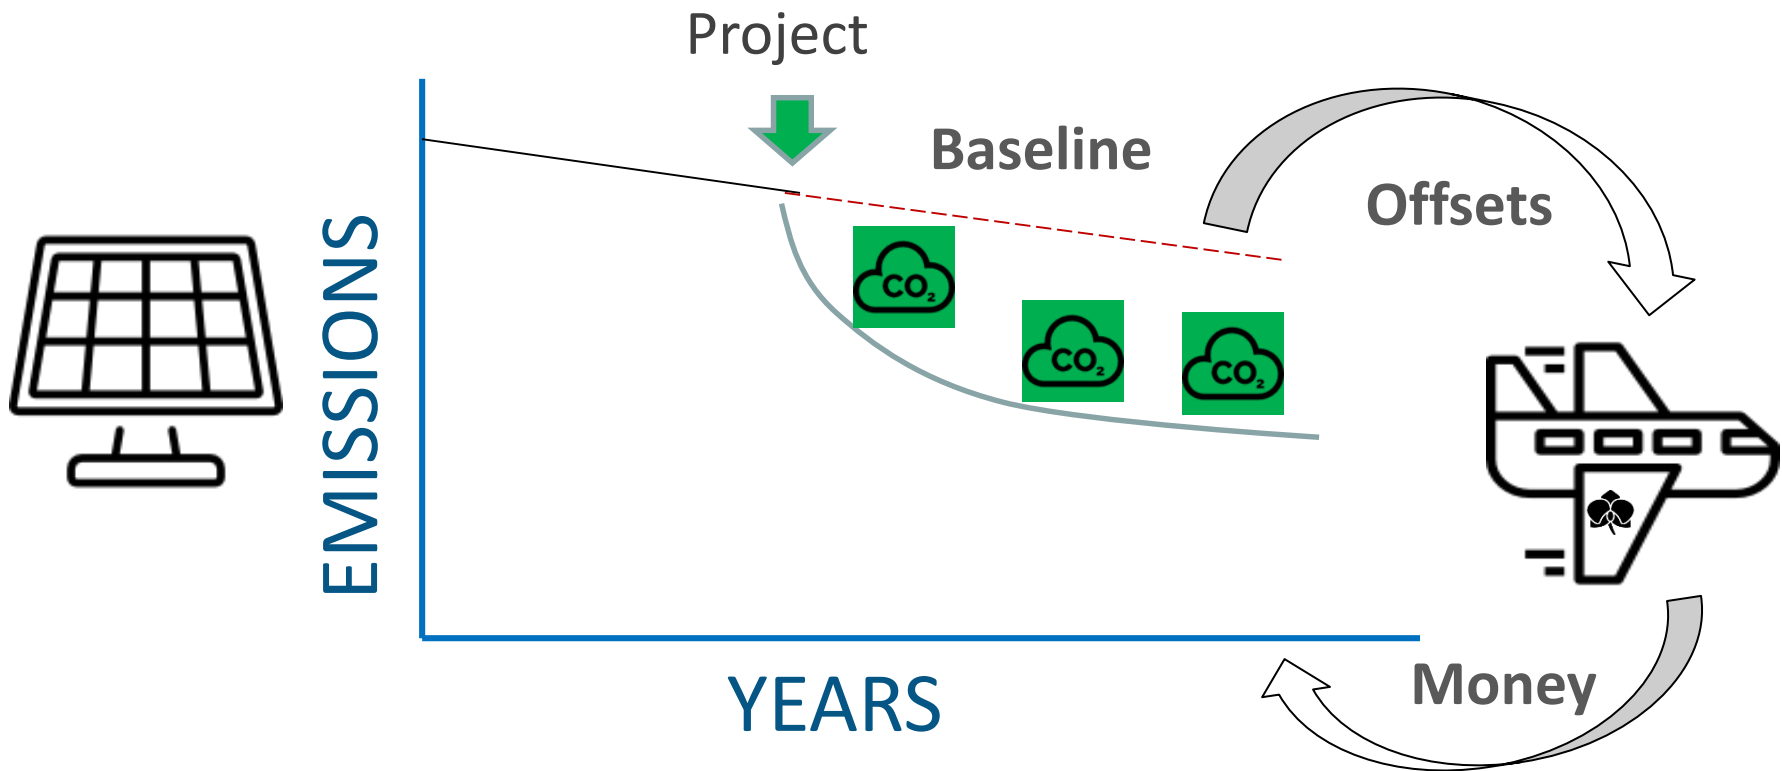 Project
Baseline
Offsets
EMISSIONS
CO₂
CO₂
CO₂
Money
YEARS